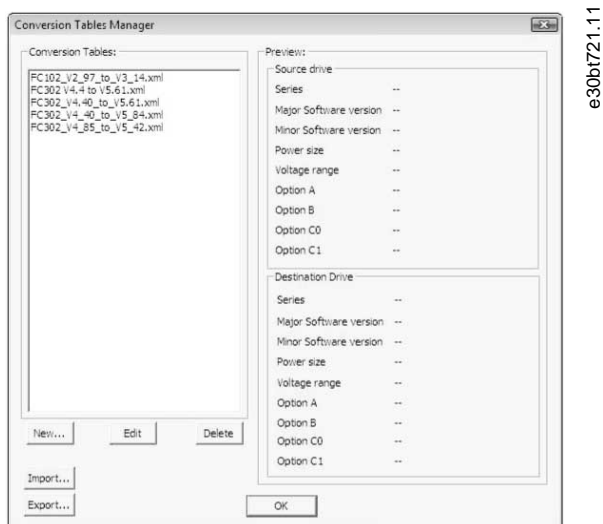 Conversion Tables Manager
Conversion Tables:
FC102_V2_97_to_V3_14.xml
FC302 V4.4 to V5.61.xml
FC302_V4.40_to_V5.61.xml
FC302_V4_40_to_V5_84.xml
FC302_V4_85_to_V5_42.xml
New...
Edit
Delete
Import...
Export...
Preview:
Source drive
Series --
Major Software version --
Minor Software version --
Power size --
Voltage range --
Option A --
Option B --
Option C0 --
Option C1 --
Destination Drive
Series --
Major Software version --
Minor Software version --
Power size --
Voltage range --
Option A --
Option B --
Option C0 --
Option C1 --
OK
e30bt721.11